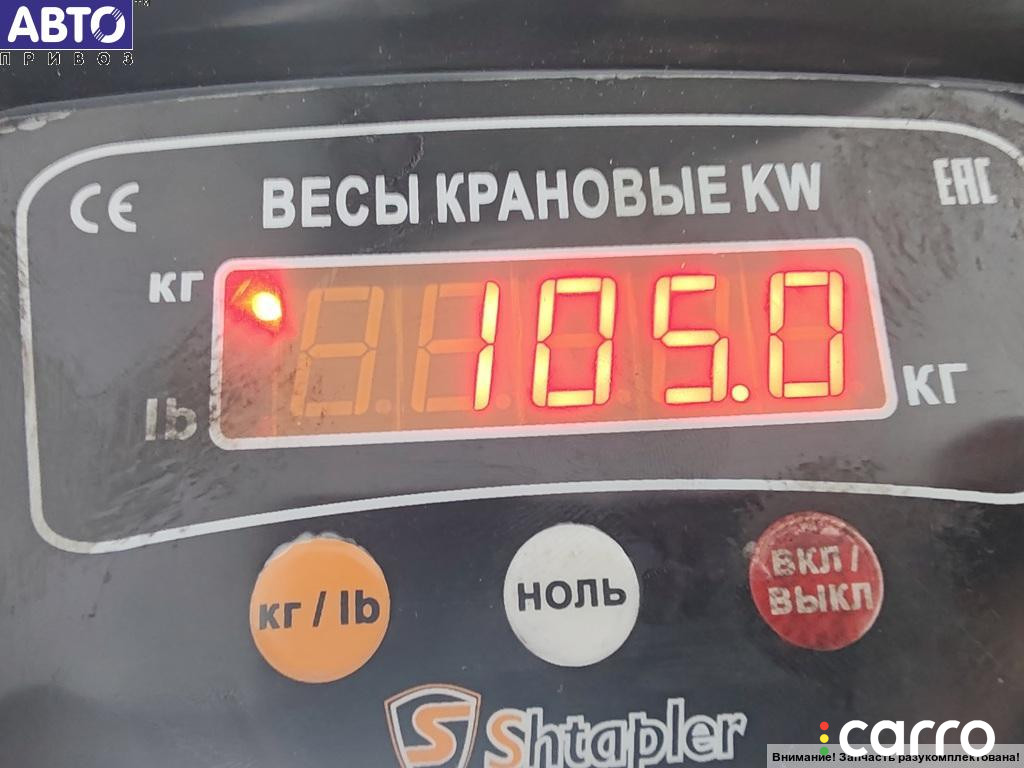 АВТО
ПРИВОЗ
CE
ВЕСЫ КРАНОВЫЕ KW
EAC
кг
105.0
lb
кг
кг / lb
НОЛЬ
ВКЛ /
ВЫКЛ
S Shtapler
carro
Внимание! Запчасть разукомплектована!